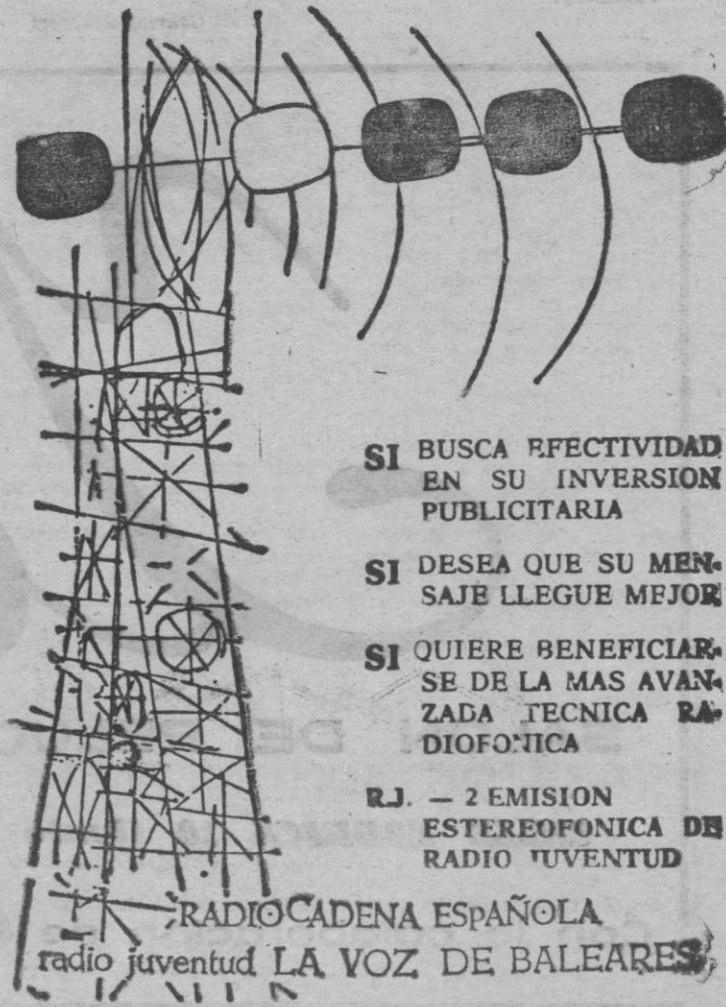 SI BUSCA EFECTIVIDAD
EN SU INVERSION
PUBLICITARIA
SI DESEA QUE SU MEN-
SAJE LLEGUE MEJOR
SI QUIERE BENEFICIAR-
SE DE LA MAS AVAN-
ZADA TECNICA RA-
DIOFONICA
R.J. — 2 EMISION
ESTEREOFONICA DE
RADIO JUVENTUD
RADIOCADENA ESPAÑOLA
radio juventud LA VOZ DE BALEARES